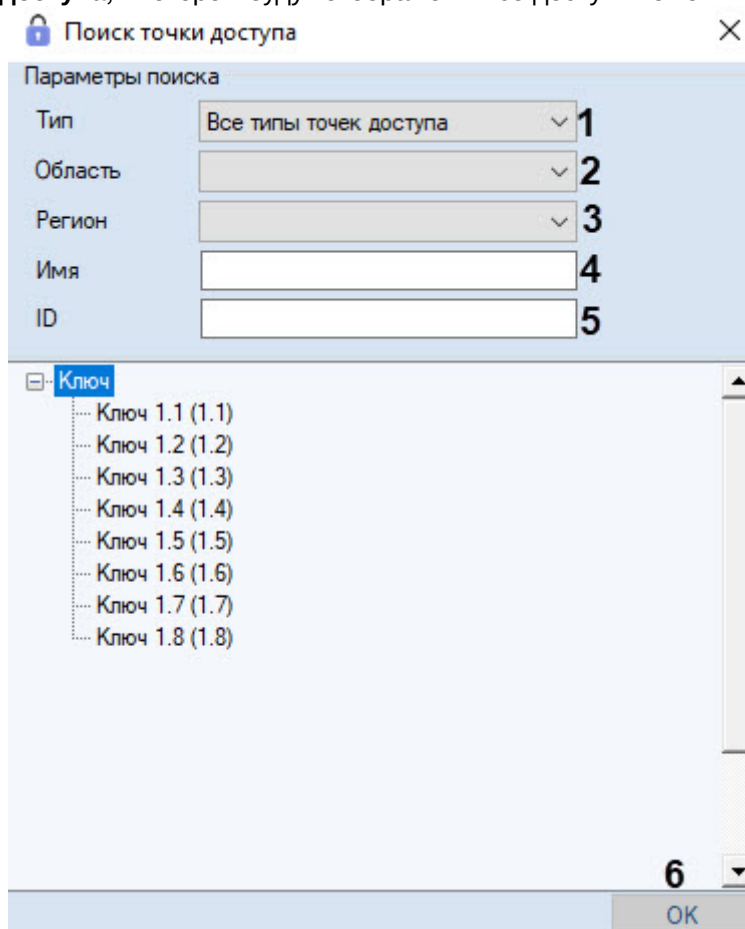 Поиск точки доступа
Параметры поиска
Тип Все типы точек доступа 1
Область 2
Регион 3
Имя 4
ID 5
Ключ
Ключ 1.1 (1.1)
Ключ 1.2 (1.2)
Ключ 1.3 (1.3)
Ключ 1.4 (1.4)
Ключ 1.5 (1.5)
Ключ 1.6 (1.6)
Ключ 1.7 (1.7)
Ключ 1.8 (1.8)
6
OK